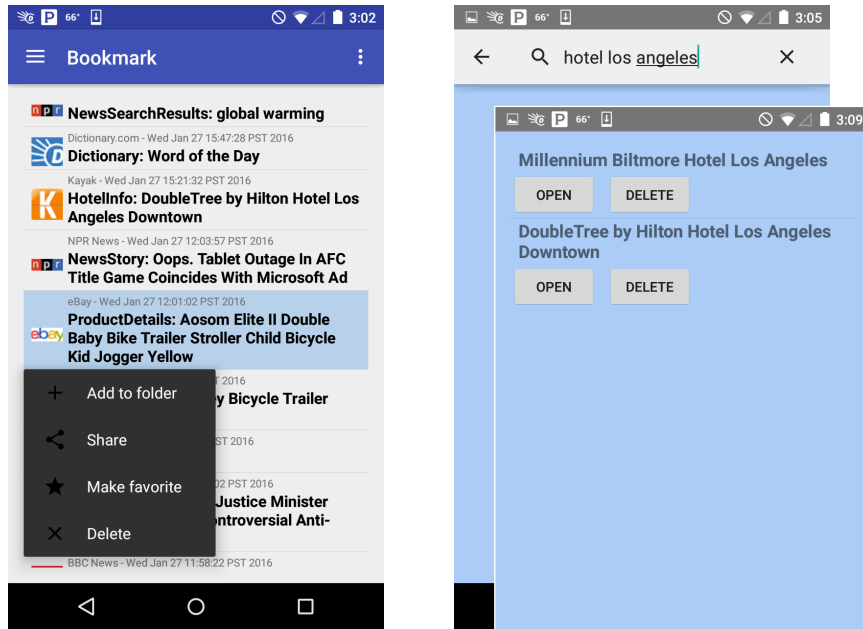 66° 3:02
Bookmark
npr NewsSearchResults: global warming
Dictionary.com - Wed Jan 27 15:47:28 PST 2016
Dictionary: Word of the Day
Kayak - Wed Jan 27 15:21:32 PST 2016
K HotelInfo: DoubleTree by Hilton Hotel Los
Angeles Downtown
NPR News - Wed Jan 27 12:03:57 PST 2016
npr NewsStory: Oops. Tablet Outage In AFC
Title Game Coincides With Microsoft Ad
eBay - Wed Jan 27 12:01:02 PST 2016
ProductDetails: Aosom Elite II Double
ebay Baby Bike Trailer Stroller Child Bicycle
Kid Jogger Yellow
2016
Add to folder
y Bicycle Trailer
Share
ST 2016
Make favorite
02 PST 2016
Justice Minister
ntroversial Anti-
Delete
BBC News - Wed Jan 27 11:58:22 PST 2016
P 66° 3:05
hotel los angeles
P 66° 3:09
Millennium Biltmore Hotel Los Angeles
OPEN DELETE
DoubleTree by Hilton Hotel Los Angeles
Downtown
OPEN DELETE